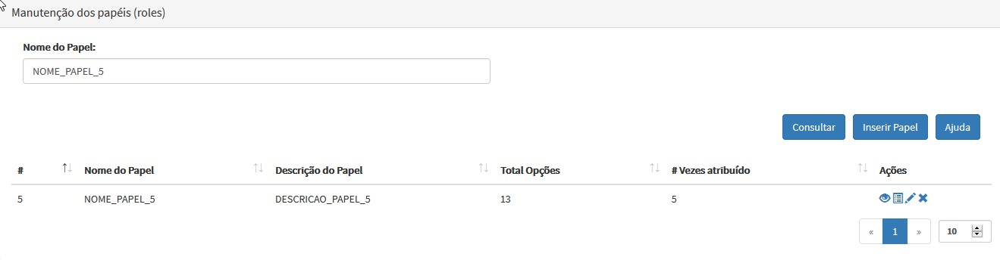 Manutenção dos papéis (roles)
Nome do Papel:
NOME_PAPEL_5
Consultar Inserir Papel Ajuda
# Nome do Papel Descrição do Papel Total Opções # Vezes atribuído Ações
5 NOME_PAPEL_5 DESCRICAO_PAPEL_5 13 5
« 1 » 10